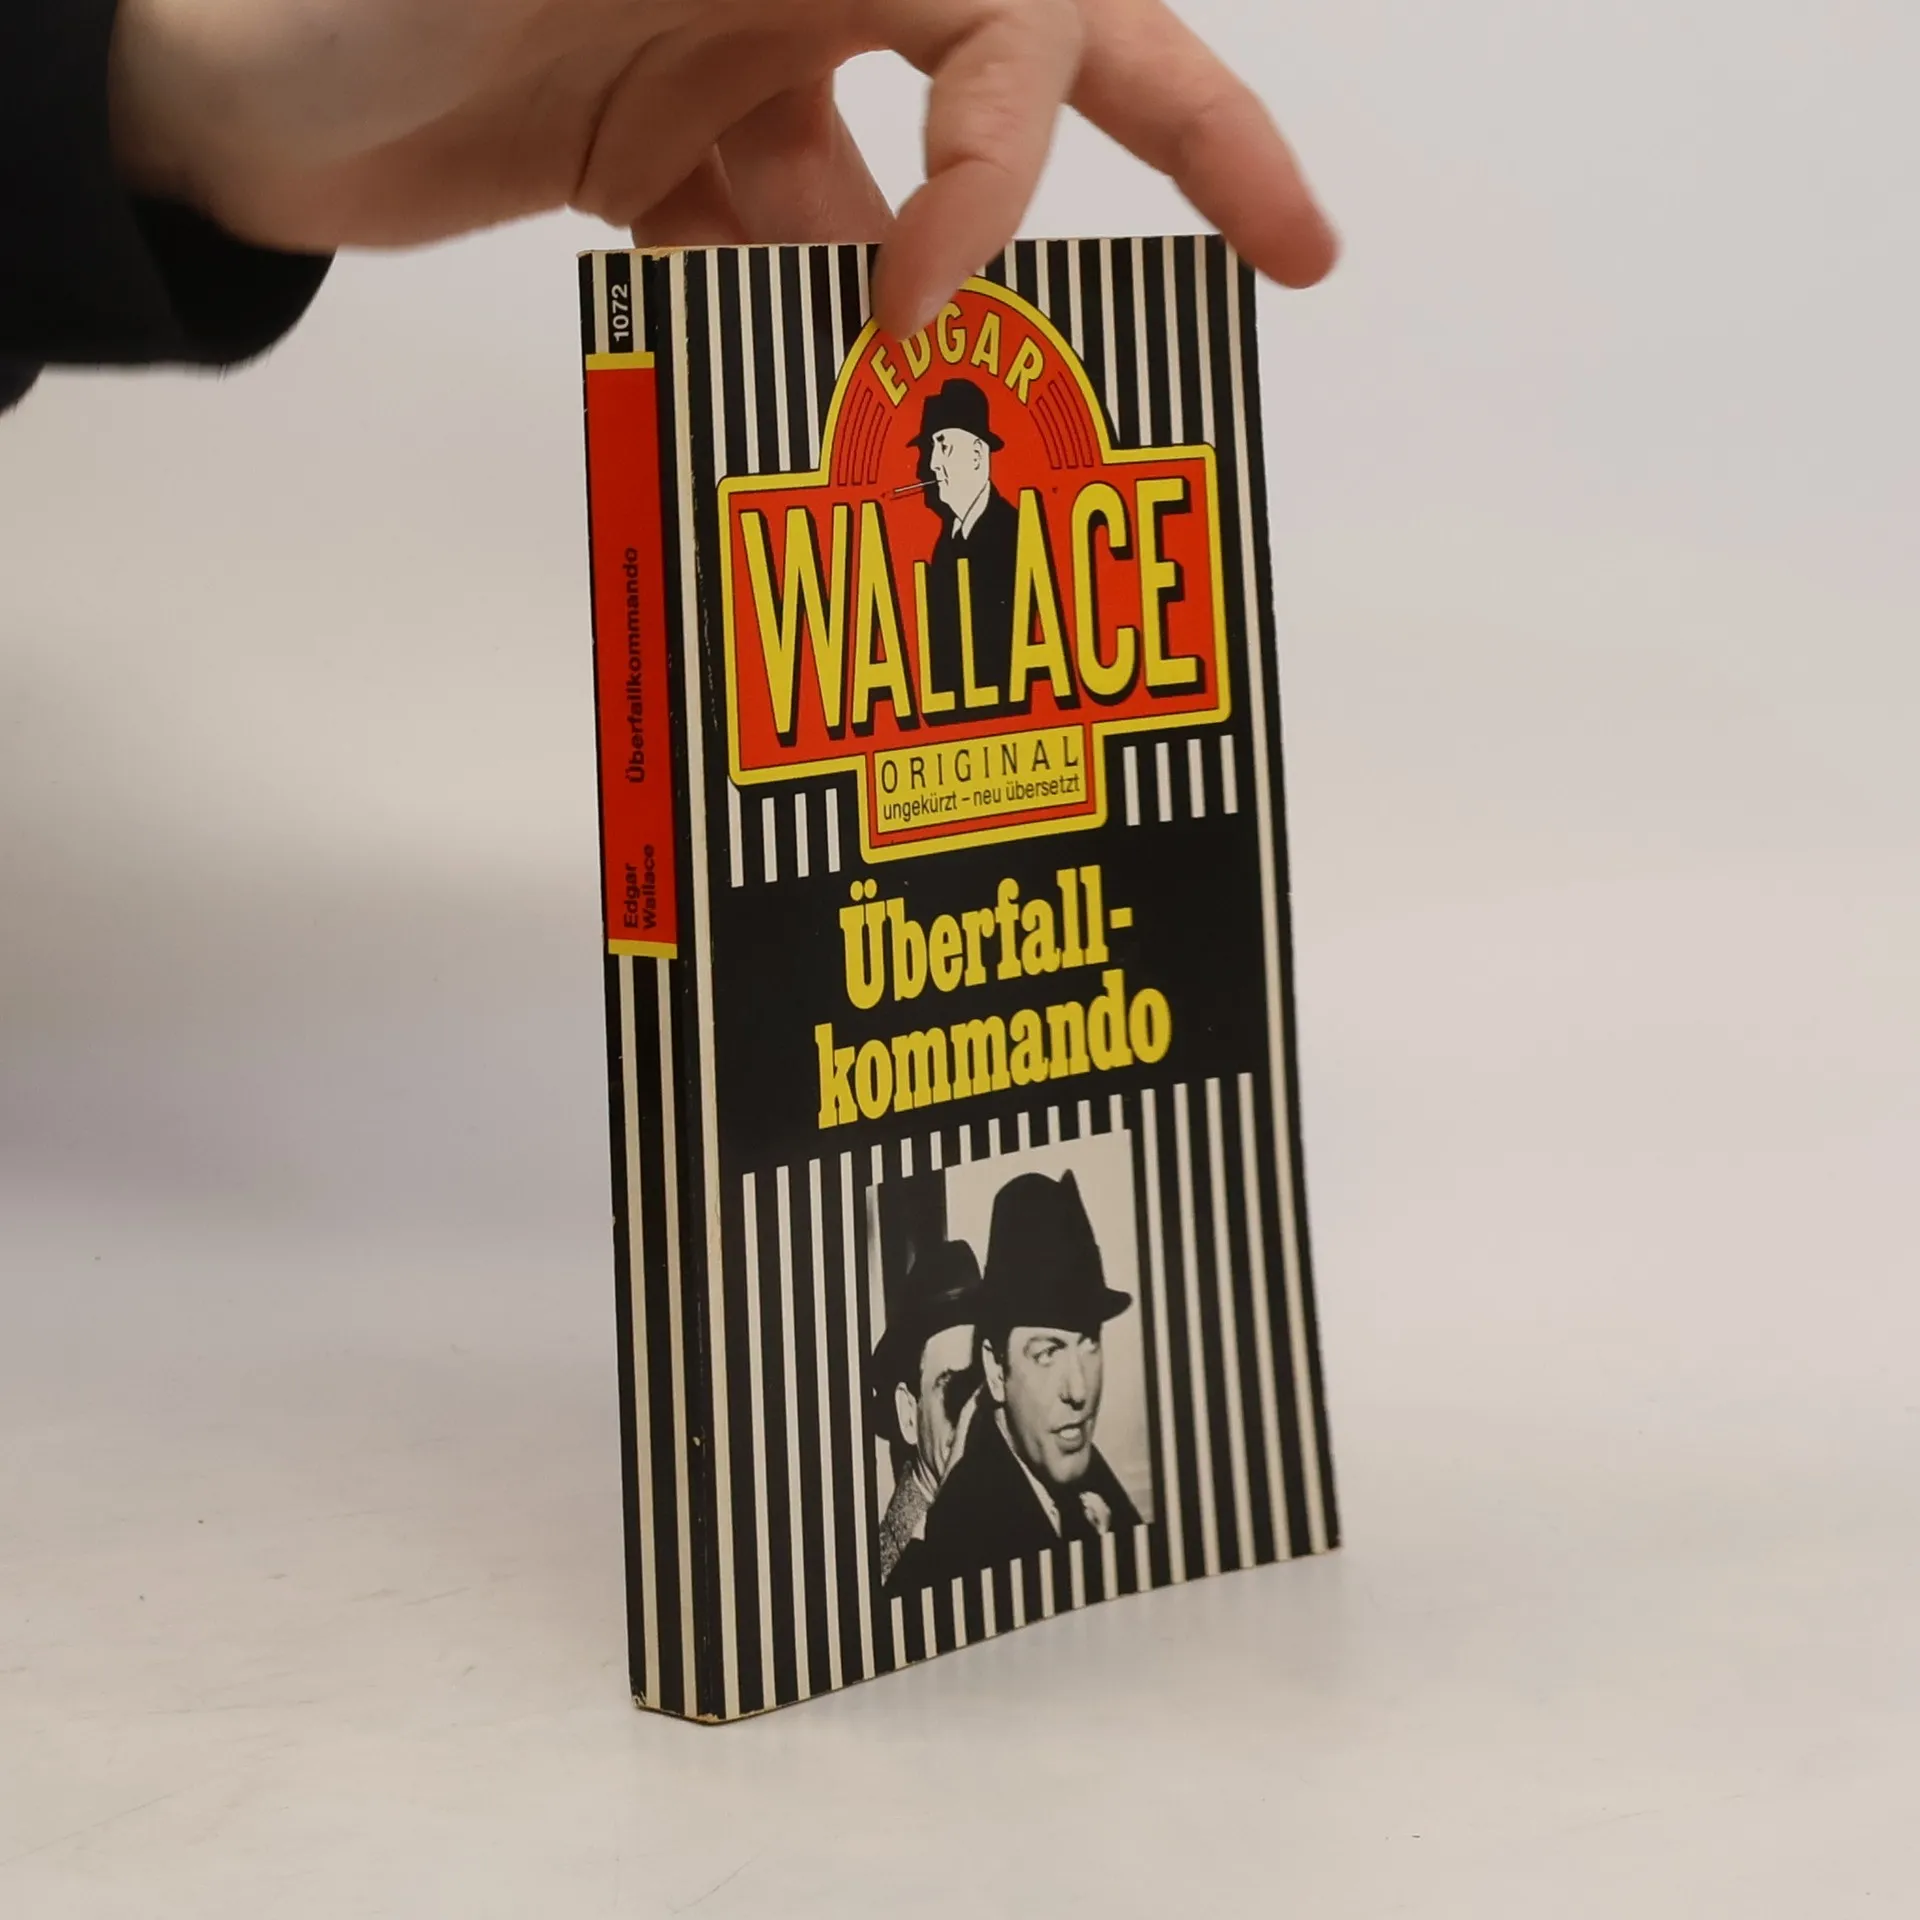 1072
Überfallkommando
Edgar
Wallace
EDGAR
WALLACE
ORIGINAL
ungekürzt – neu übersetzt
Überfall-
kommando